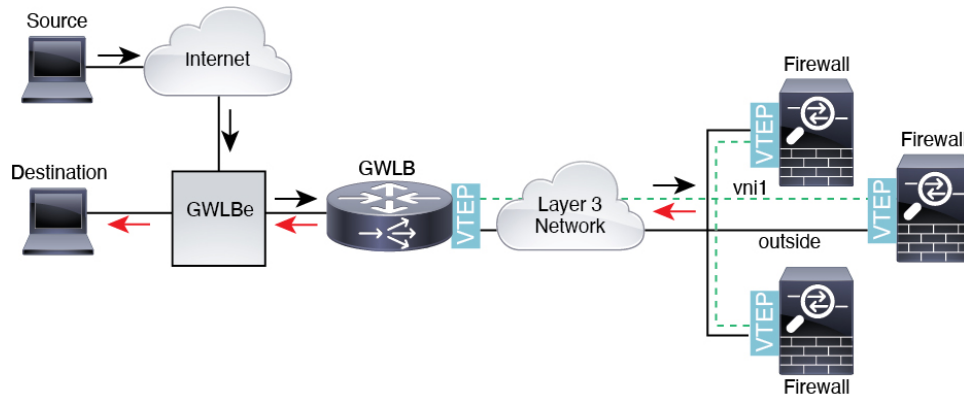 Source
Internet
Firewall
Firewall
Destination
GWLB
GWLBe
VTEP
Layer 3
Network
VTEP
vni1
VTEP
outside
VTEP
Firewall